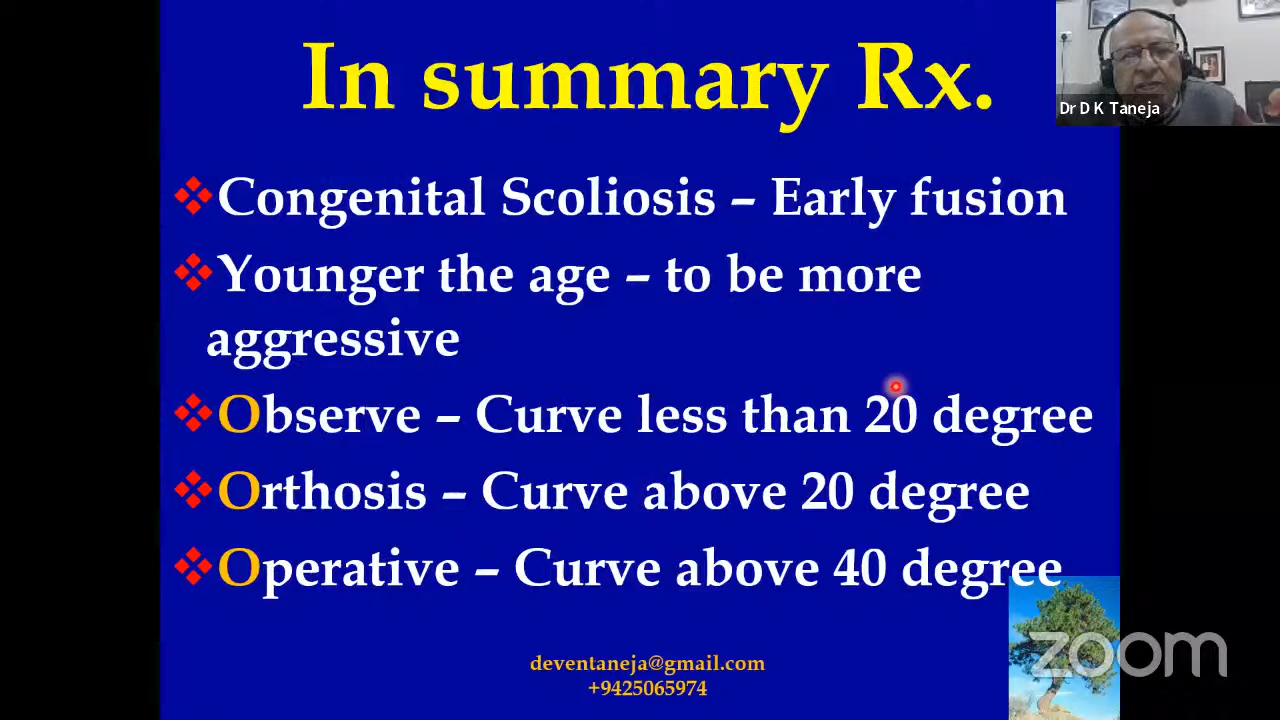 In summary Rx.
Dr D K Taneja
Congenital Scoliosis – Early fusion
Younger the age – to be more
aggressive
Observe – Curve less than 20 degree
Orthosis – Curve above 20 degree
Operative – Curve above 40 degree
zoom
deventaneja@gmail.com
+9425065974